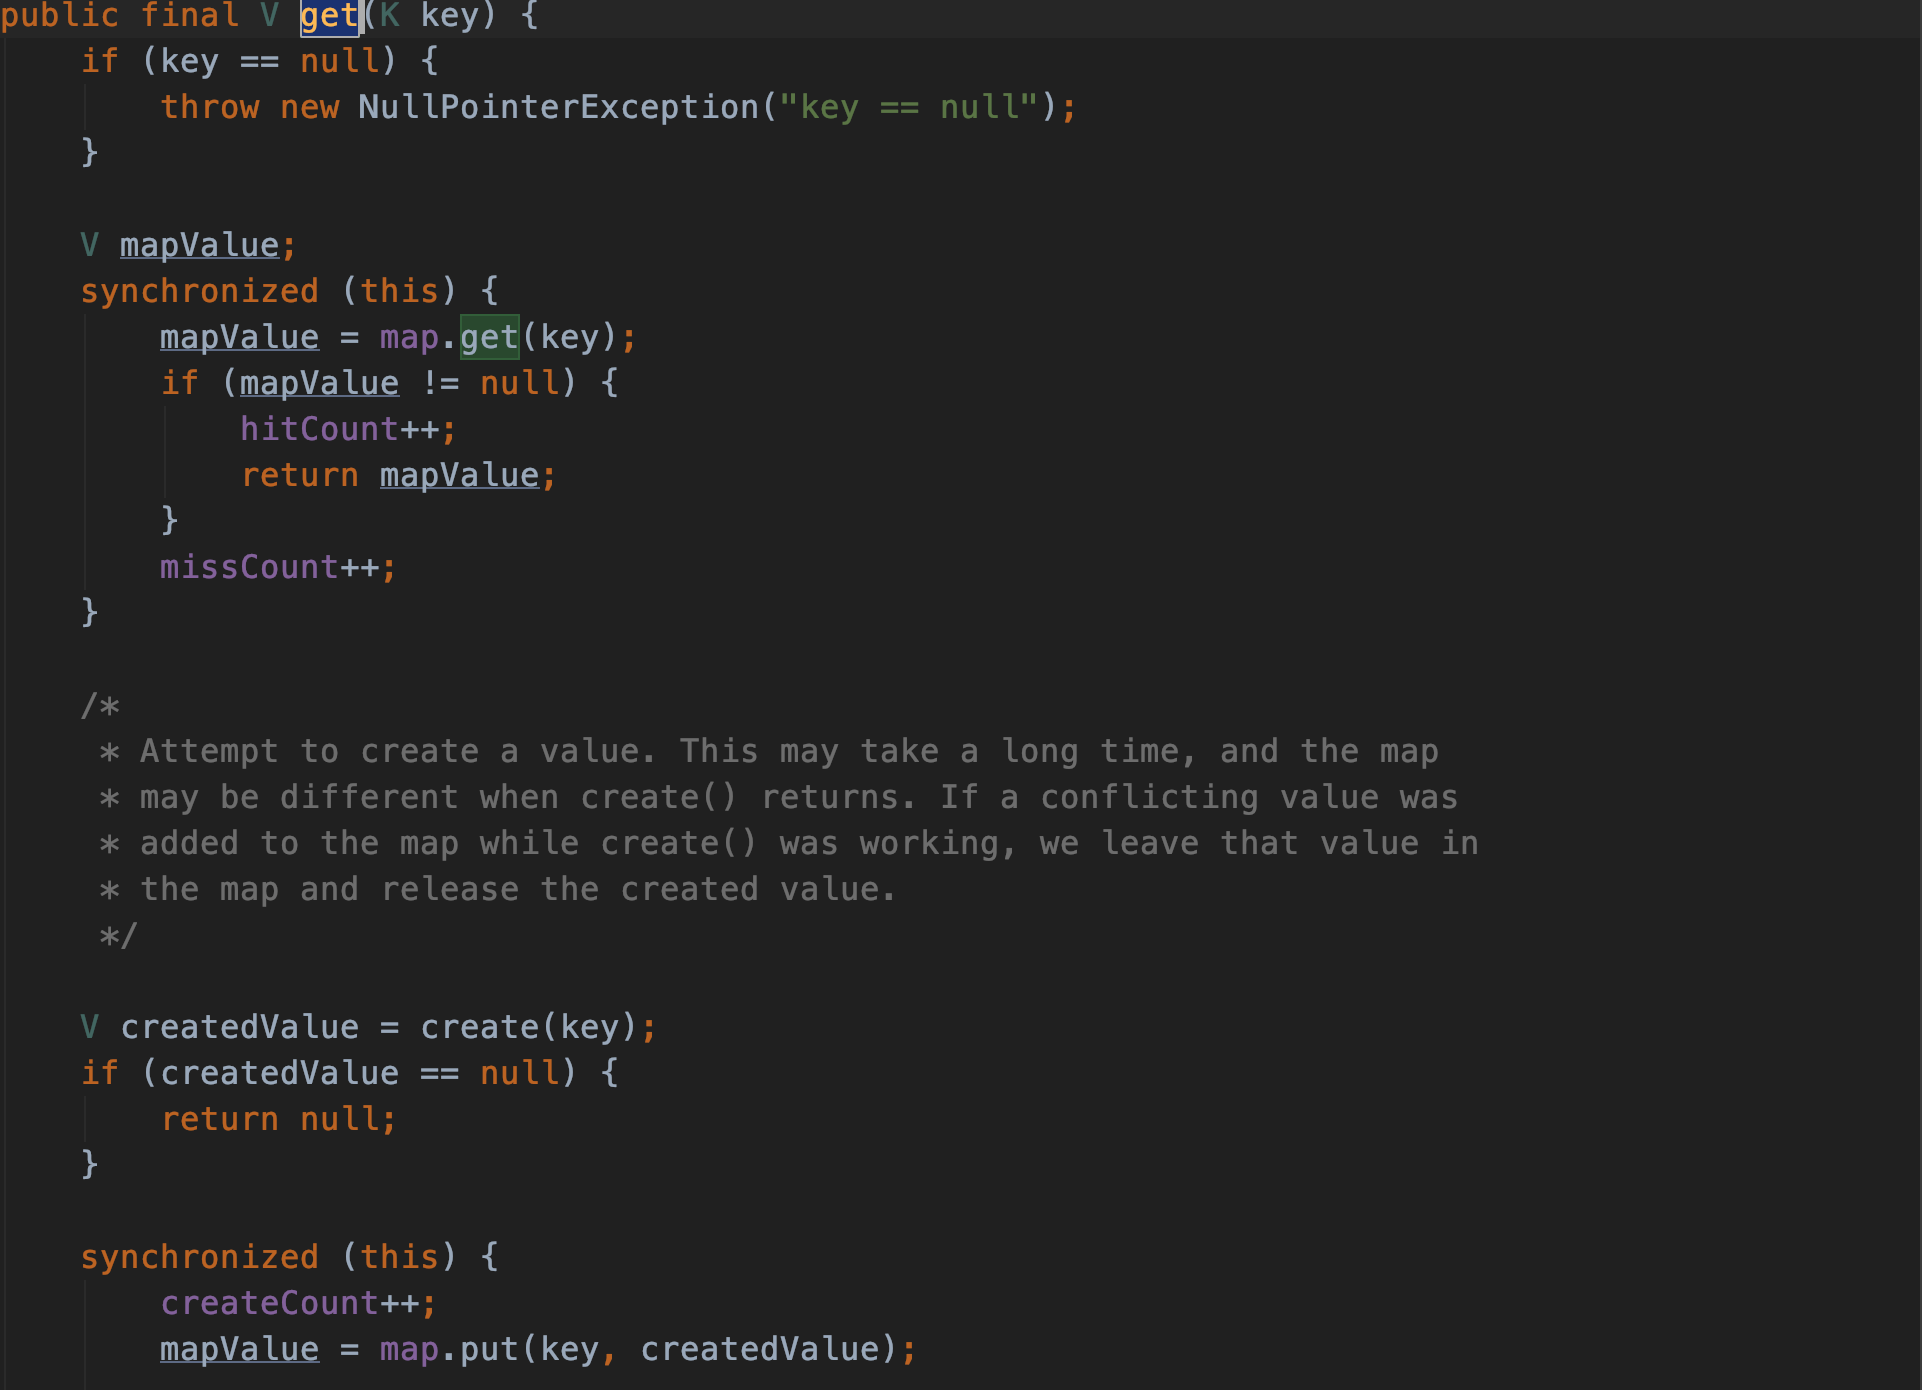 public final V get(K key) {
    if (key == null) {
        throw new NullPointerException("key == null");
    }

    V mapValue;
    synchronized (this) {
        mapValue = map.get(key);
        if (mapValue != null) {
            hitCount++;
            return mapValue;
        }
        missCount++;
    }

    /*
     * Attempt to create a value. This may take a long time, and the map
     * may be different when create() returns. If a conflicting value was
     * added to the map while create() was working, we leave that value in
     * the map and release the created value.
     */

    V createdValue = create(key);
    if (createdValue == null) {
        return null;
    }

    synchronized (this) {
        createCount++;
        mapValue = map.put(key, createdValue);